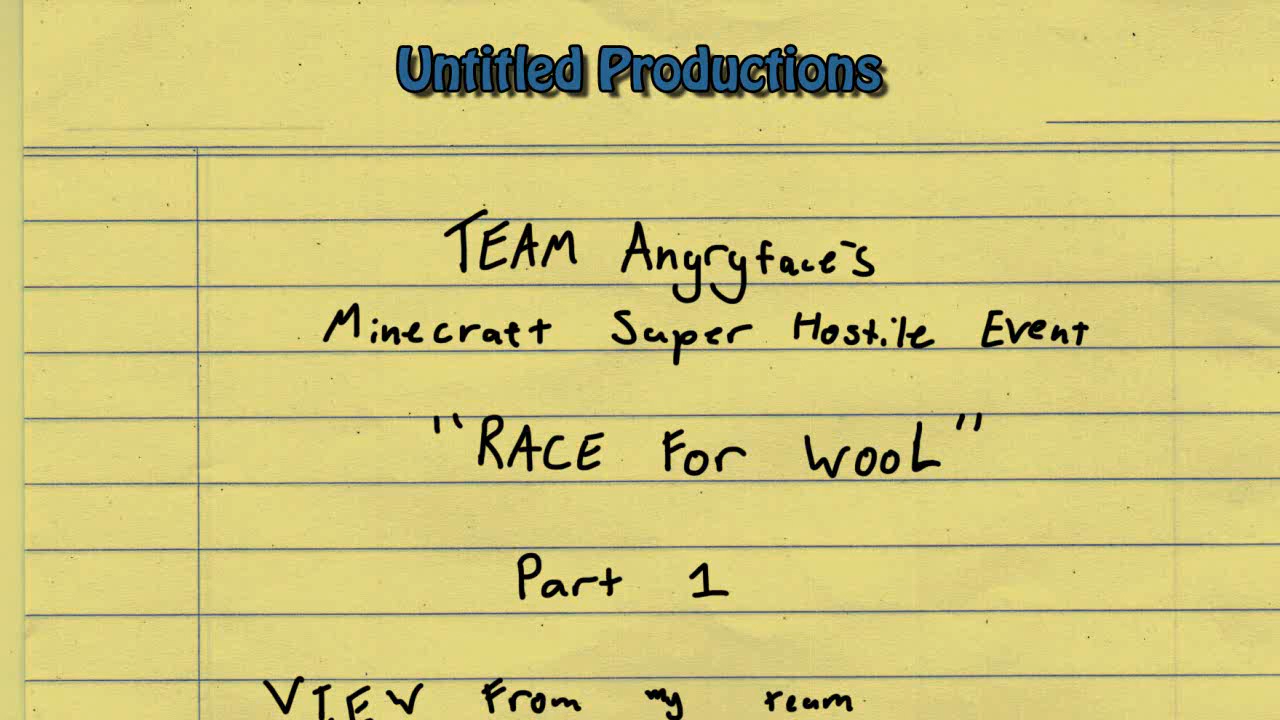 Untitled Productions
TEAM Angryface's
Minecraft Super Hostile Event
"RACE For WOOL"
Part 1
VIEW From my team